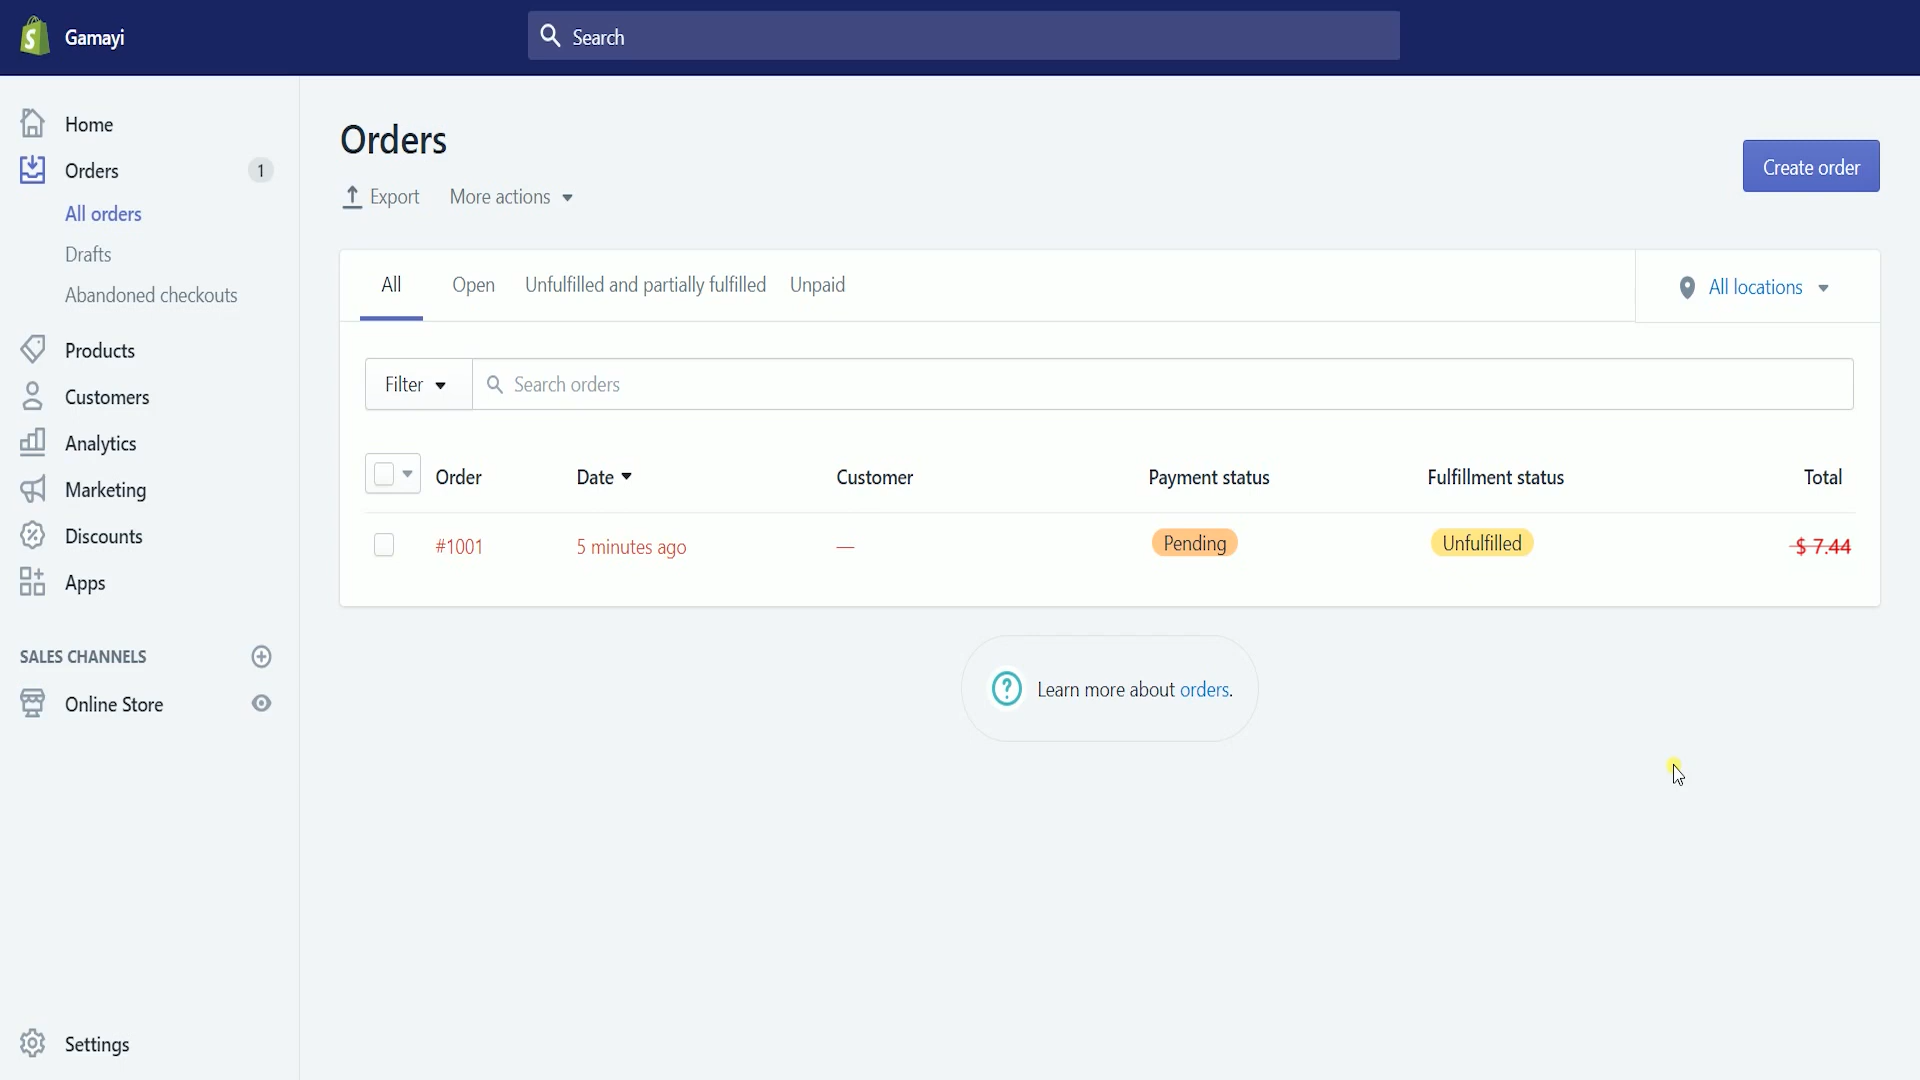 Gamayi
Search
Home
Orders 1
All orders
Drafts
Abandoned checkouts
Products
Customers
Analytics
Marketing
Discounts
Apps
SALES CHANNELS
Online Store
Settings
Orders
Export More actions
Create order
All Open Unfulfilled and partially fulfilled Unpaid All locations
Filter Search orders
Order Date Customer Payment status Fulfillment status Total
#1001 5 minutes ago — Pending Unfulfilled $ 7.44
Learn more about orders.